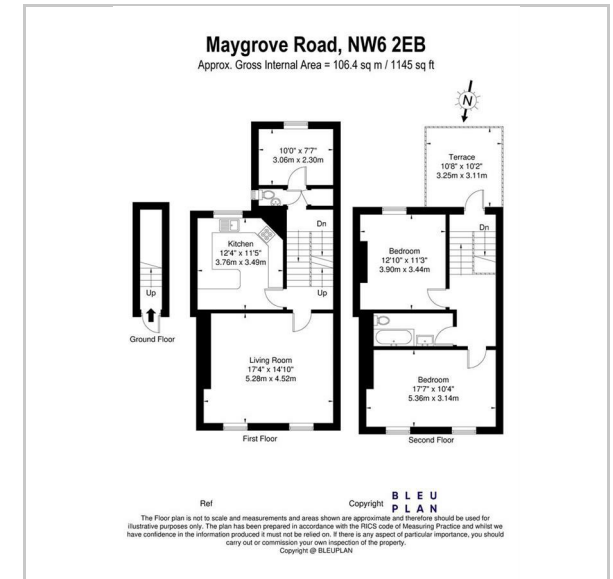 Maygrove Road, NW6 2EB
Approx. Gross Internal Area = 106.4 sq m / 1145 sq ft
N
10'0" x 7'7"
3.06m x 2.30m
Terrace
10'8" x 10'2"
3.25m x 3.11m
Kitchen
12'4" x 11'5"
3.76m x 3.49m
Dn
Up
Bedroom
12'10" x 11'3"
3.90m x 3.44m
Dn
Up
Ground Floor
Living Room
17'4" x 14'10"
5.28m x 4.52m
First Floor
Bedroom
17'7" x 10'4"
5.36m x 3.14m
Second Floor
Ref
Copyright
BLEU
PLAN
The Floor plan is not to scale and measurements and areas shown are approximate and therefore should be used for
illustrative purposes only. The plan has been prepared in accordance with the RICS code of Measuring Practice and whilst we
have confidence in the information produced it must not be relied on. If there is any aspect of particular importance, you should
carry out or commission your own inspection of the property.
Copyright @ BLEUPLAN